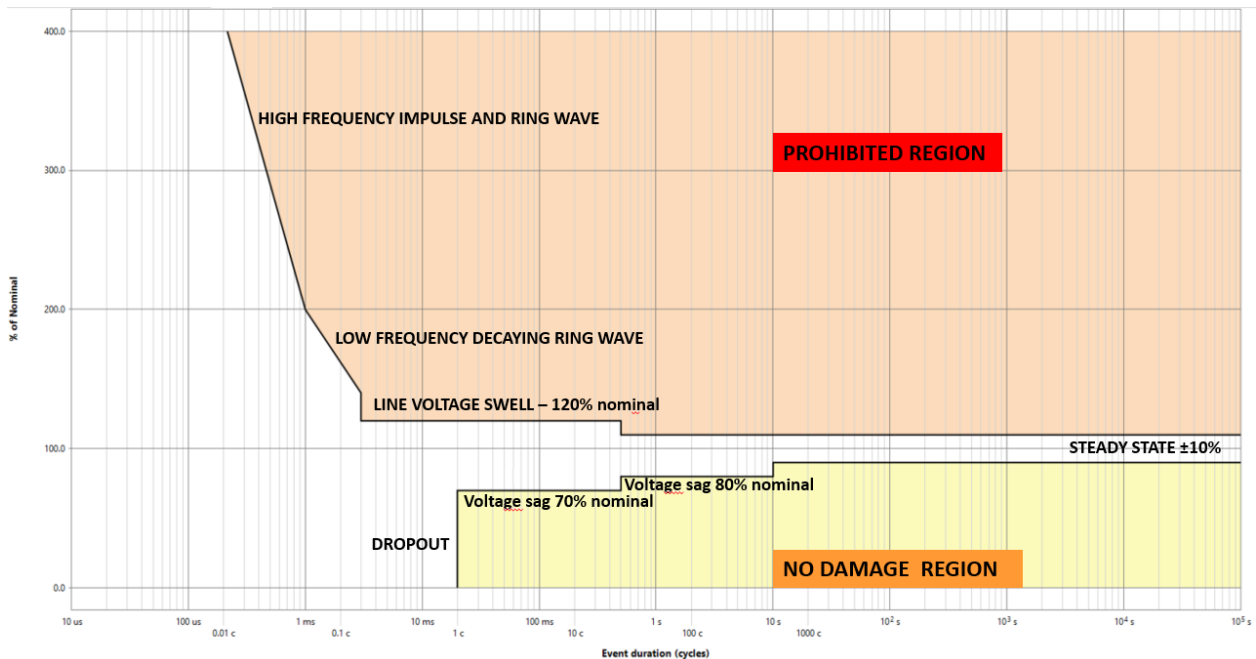 400.0
HIGH FREQUENCY IMPULSE AND RING WAVE
PROHIBITED REGION
300.0
% of Nominal
200.0
LOW FREQUENCY DECAYING RING WAVE
LINE VOLTAGE SWELL – 120% nominal
100.0
STEADY STATE ±10%
Voltage sag 80% nominal
Voltage sag 70% nominal
DROPOUT
NO DAMAGE REGION
0.0
10 us 100 us 1 ms 10 ms 100 ms 1 s 10 s 10² s 10³ s 10⁴ s 10⁵ s
0.01 c 0.1 c 1 c 10 c 100 c 1000 c
Event duration (cycles)